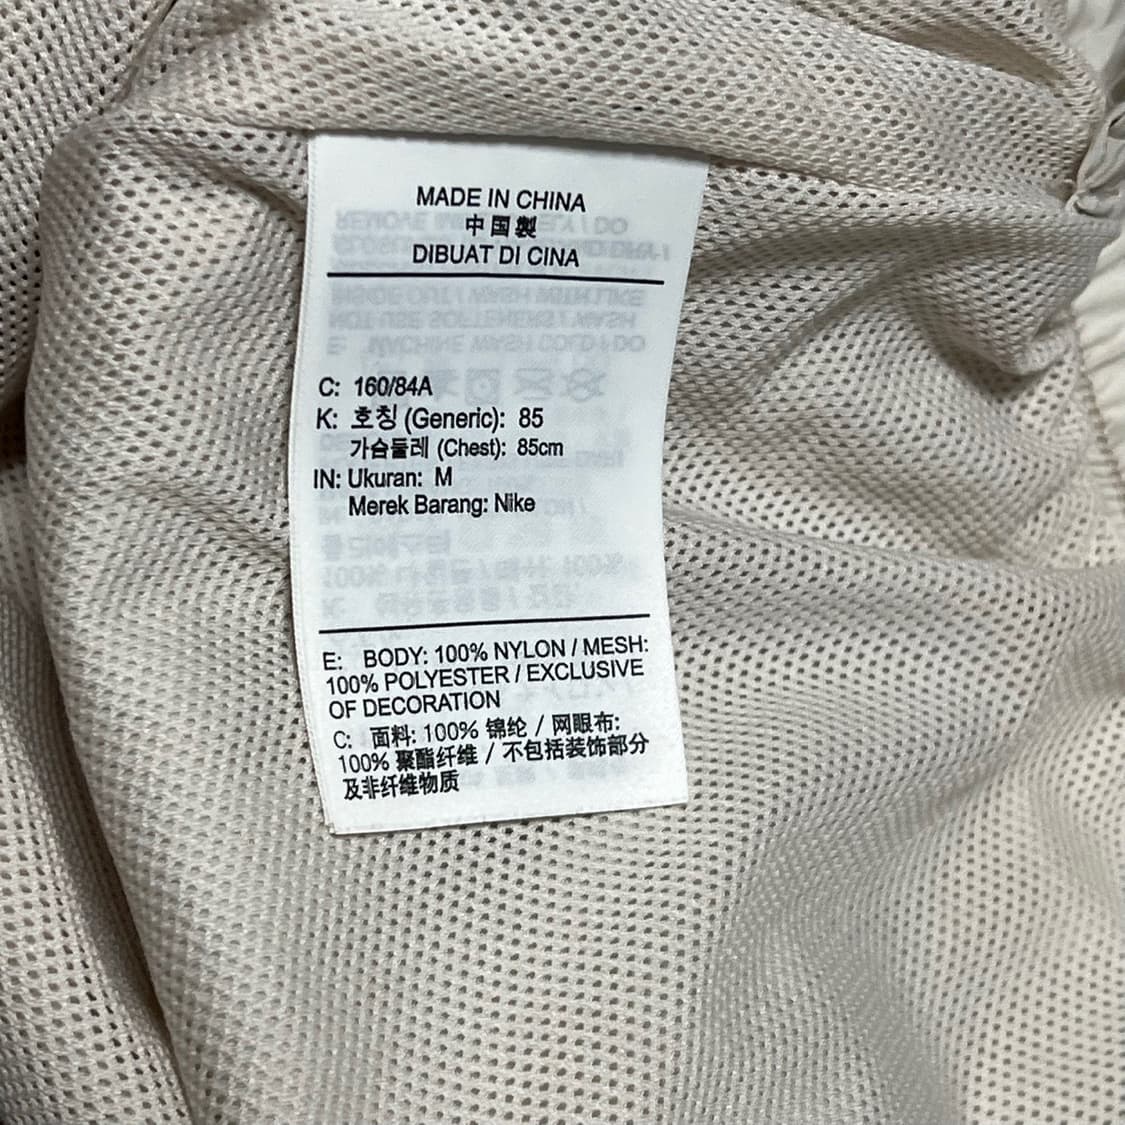 MADE IN CHINA
中国製
DIBUAT DI CINA
C: 160/84A
K: 호칭 (Generic): 85
가슴둘레 (Chest): 85cm
IN: Ukuran: M
Merek Barang: Nike
E: BODY: 100% NYLON / MESH:
100% POLYESTER / EXCLUSIVE
OF DECORATION
C: 面料: 100% 锦纶 / 网眼布:
100% 聚酯纤维 / 不包括装饰部分
及非纤维物质